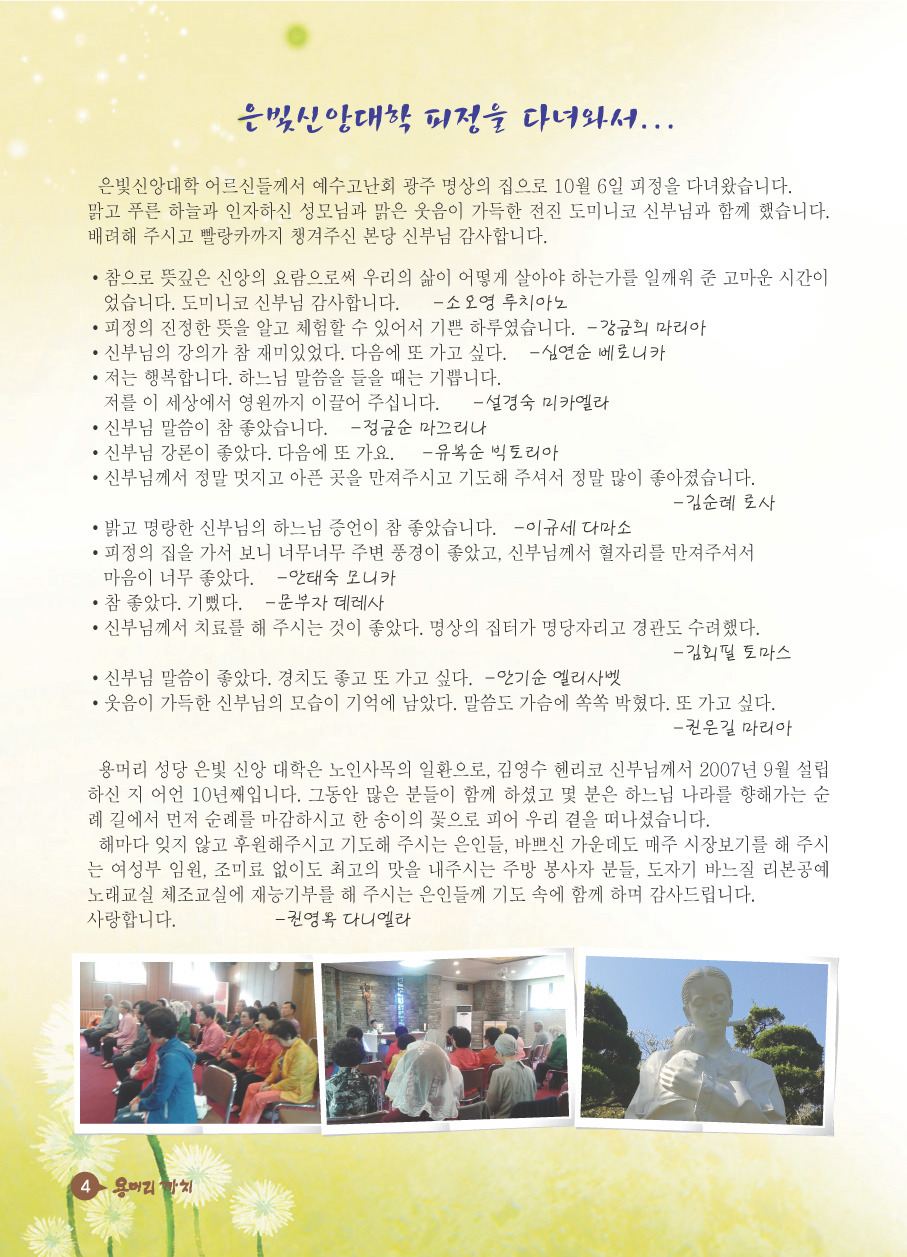 은빛신앙대학 피정을 다녀와서...
은빛신앙대학 어르신들께서 예수고난회 광주 명상의 집으로 10월 6일 피정을 다녀왔습니다.
맑고 푸른 하늘과 인자하신 성모님과 맑은 웃음이 가득한 전진 도미니코 신부님과 함께 했습니다.
배려해 주시고 빨랑카까지 챙겨주신 본당 신부님 감사합니다.
• 참으로 뜻깊은 신앙의 요람으로써 우리의 삶이 어떻게 살아야 하는가를 일깨워 준 고마운 시간이
었습니다. 도미니코 신부님 감사합니다. -소오영 루치아노
• 피정의 진정한 뜻을 알고 체험할 수 있어서 기쁜 하루였습니다. -강금희 마리아
• 신부님의 강의가 참 재미있었다. 다음에 또 가고 싶다. -심연순 베로니카
• 저는 행복합니다. 하느님 말씀을 들을 때는 기쁩니다.
저를 이 세상에서 영원까지 이끌어 주십니다. -설경숙 미카엘라
• 신부님 말씀이 참 좋았습니다. -정금순 마끄리나
• 신부님 강론이 좋았다. 다음에 또 가요. -유복순 빅토리아
• 신부님께서 정말 멋지고 아픈 곳을 만져주시고 기도해 주셔서 정말 많이 좋아졌습니다.
-김순례 로사
• 밝고 명랑한 신부님의 하느님 증언이 참 좋았습니다. -이규세 다마소
• 피정의 집을 가서 보니 너무너무 주변 풍경이 좋았고, 신부님께서 혈자리를 만져주셔서
마음이 너무 좋았다. -안태숙 모니카
• 참 좋았다. 기뻤다. -문부자 데레사
• 신부님께서 치료를 해 주시는 것이 좋았다. 명상의 집터가 명당자리고 경관도 수려했다.
-김회필 토마스
• 신부님 말씀이 좋았다. 경치도 좋고 또 가고 싶다. -안기순 엘리사벳
• 웃음이 가득한 신부님의 모습이 기억에 남았다. 말씀도 가슴에 쏙쏙 박혔다. 또 가고 싶다.
-권은길 마리아
용머리 성당 은빛 신앙 대학은 노인사목의 일환으로, 김영수 헨리코 신부님께서 2007년 9월 설립
하신 지 어언 10년째입니다. 그동안 많은 분들이 함께 하셨고 몇 분은 하느님 나라를 향해가는 순
례 길에서 먼저 순례를 마감하시고 한 송이의 꽃으로 피어 우리 곁을 떠나셨습니다.
해마다 잊지 않고 후원해주시고 기도해 주시는 은인들, 바쁘신 가운데도 매주 시장보기를 해 주시
는 여성부 임원, 조미료 없이도 최고의 맛을 내주시는 주방 봉사자 분들, 도자기 바느질 리본공예
노래교실 체조교실에 재능기부를 해 주시는 은인들께 기도 속에 함께 하며 감사드립니다.
사랑합니다. -권영옥 다니엘라
4 용머리 까치